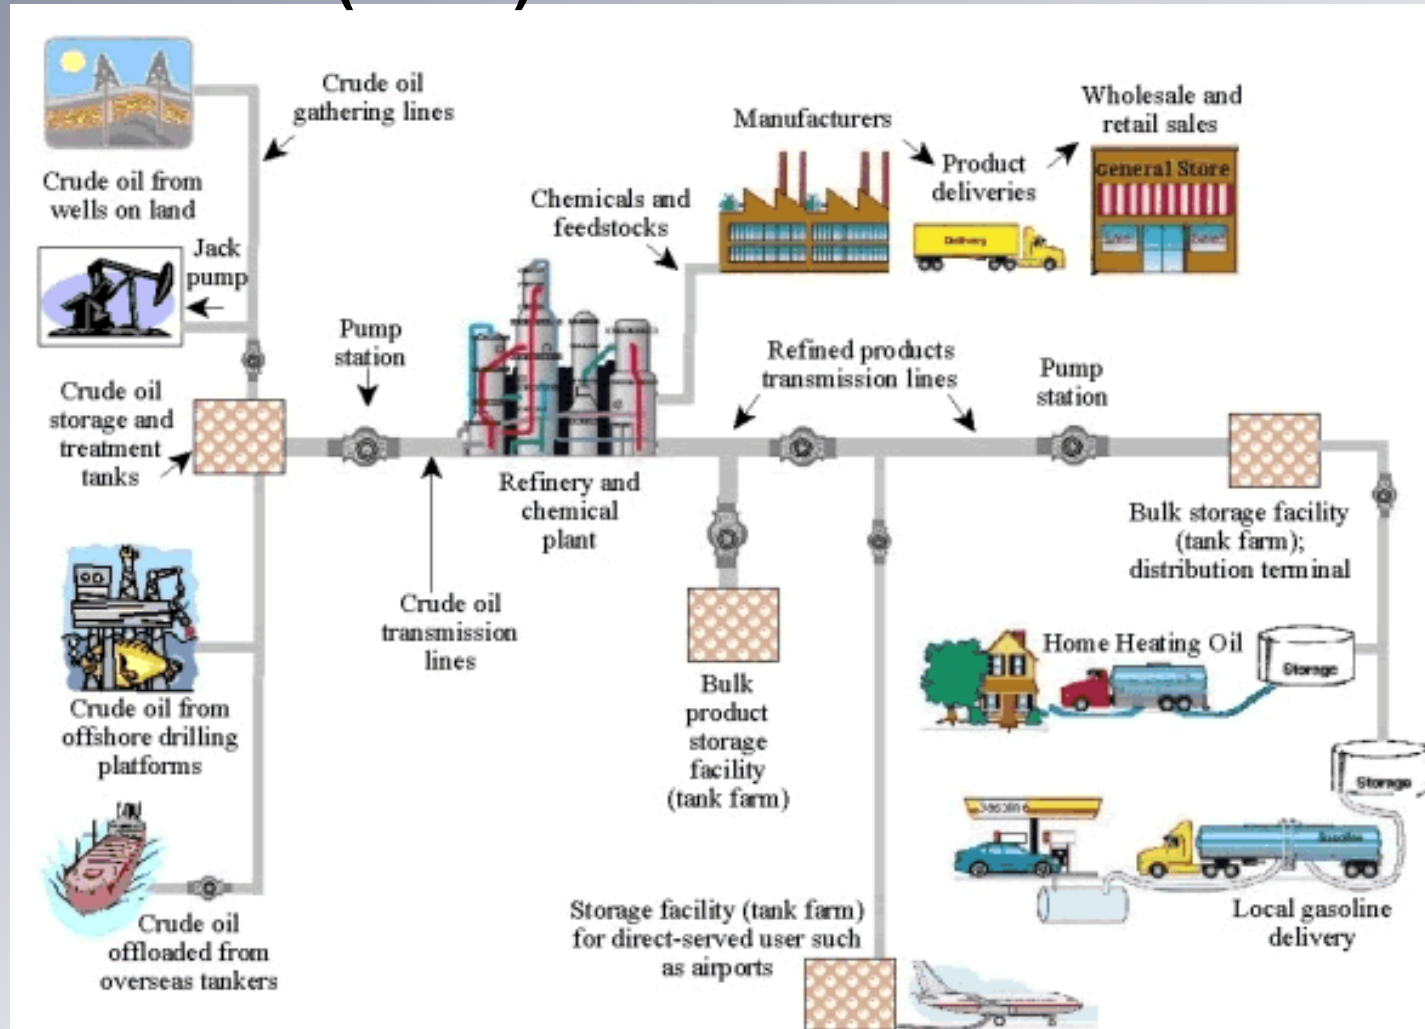 Crude oil
gathering lines
Crude oil from
wells on land
Jack
pump
Crude oil
storage and
treatment
tanks
Pump
station
Crude oil from
offshore drilling
platforms
Crude oil
offloaded from
overseas tankers
Crude oil
transmission
lines
Refinery and
chemical
plant
Chemicals and
feedstocks
Manufacturers
Product
deliveries
Delivery
Wholesale and
retail sales
General Store
Refined products
transmission lines
Pump
station
Bulk
product
storage
facility
(tank farm)
Bulk storage facility
(tank farm);
distribution terminal
Home Heating Oil
Storage
Storage
Gasoline
Gasoline
Local gasoline
delivery
Storage facility (tank farm)
for direct-served user such
as airports